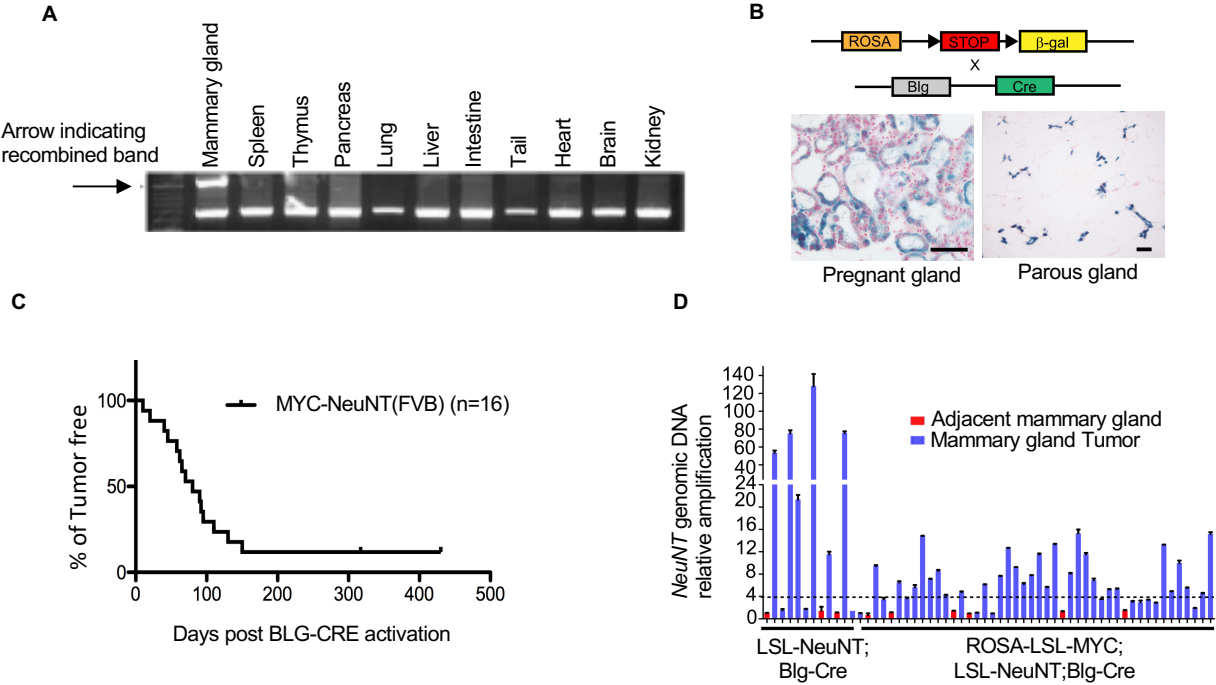 A
Mammary gland
Spleen
Thymus
Pancreas
Lung
Liver
Intestine
Tail
Heart
Brain
Kidney
Arrow indicating
recombined band
B
ROSA
STOP
β-gal
X
Blg
Cre
Pregnant gland
Parous gland
C
% of Tumor free
100
50
0
MYC-NeuNT(FVB) (n=16)
0 100 200 300 400 500
Days post BLG-CRE activation
D
NeuNT genomic DNA
relative amplification
140
120
100
80
60
40
24
20
16
12
8
4
0
Adjacent mammary gland
Mammary gland Tumor
LSL-NeuNT;
Blg-Cre
ROSA-LSL-MYC;
LSL-NeuNT;Blg-Cre